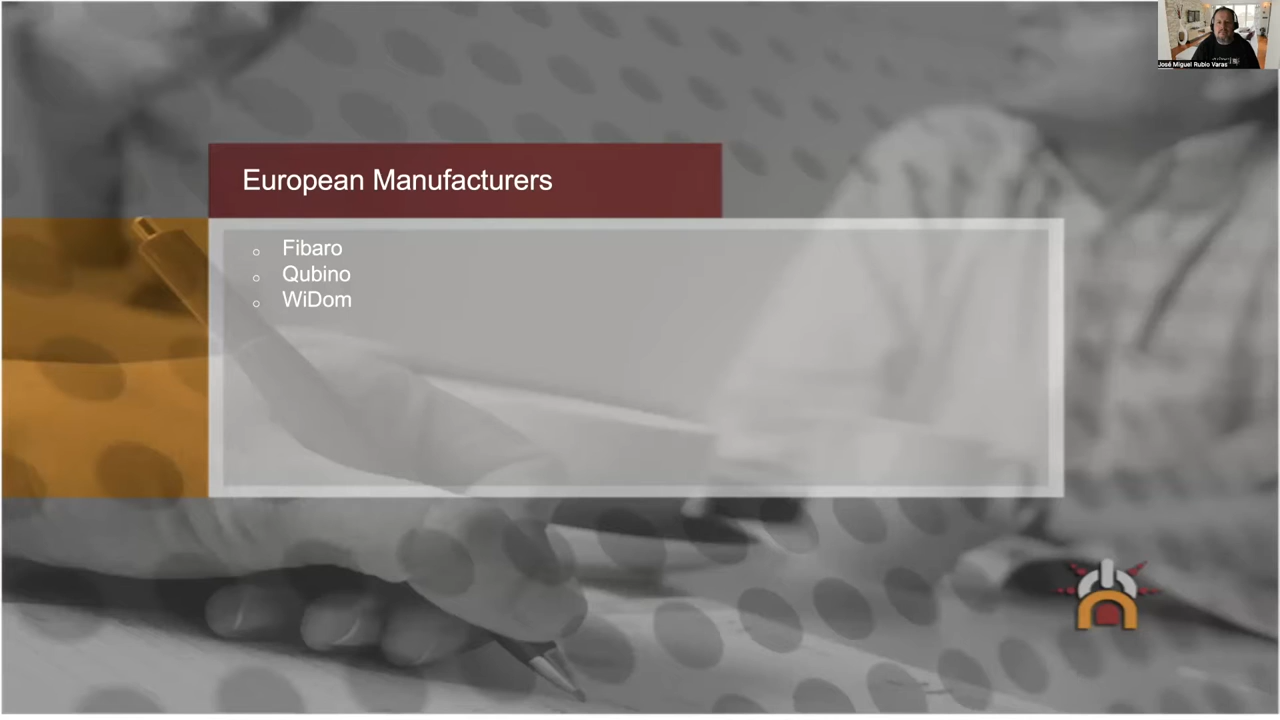 José Miguel Rubio Varas
European Manufacturers
Fibaro
Qubino
WiDom